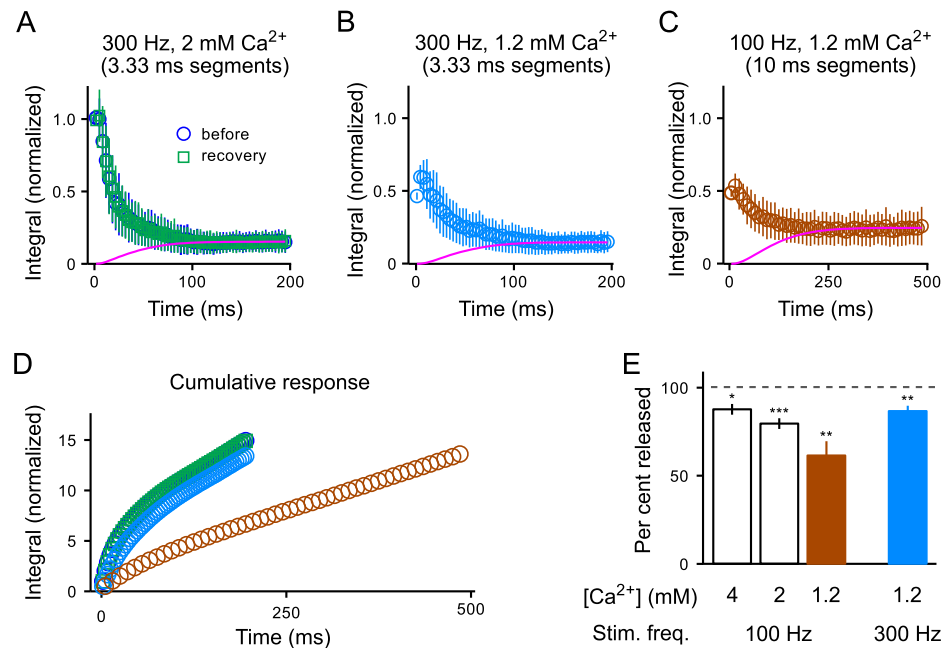 A
300 Hz, 2 mM Ca²⁺
(3.33 ms segments)
Integral (normalized)
1.0
0.5
0
before
recovery
0
100
200
Time (ms)
B
300 Hz, 1.2 mM Ca²⁺
(3.33 ms segments)
Integral (normalized)
1.0
0.5
0
0
100
200
Time (ms)
C
100 Hz, 1.2 mM Ca²⁺
(10 ms segments)
Integral (normalized)
1.0
0.5
0
0
250
500
Time (ms)
D
Cumulative response
Integral (normalized)
15
10
5
0
0
250
500
Time (ms)
E
Per cent released
100
50
0
*
***
**
**
[Ca²⁺] (mM) 4 2 1.2 1.2
Stim. freq. 100 Hz 300 Hz